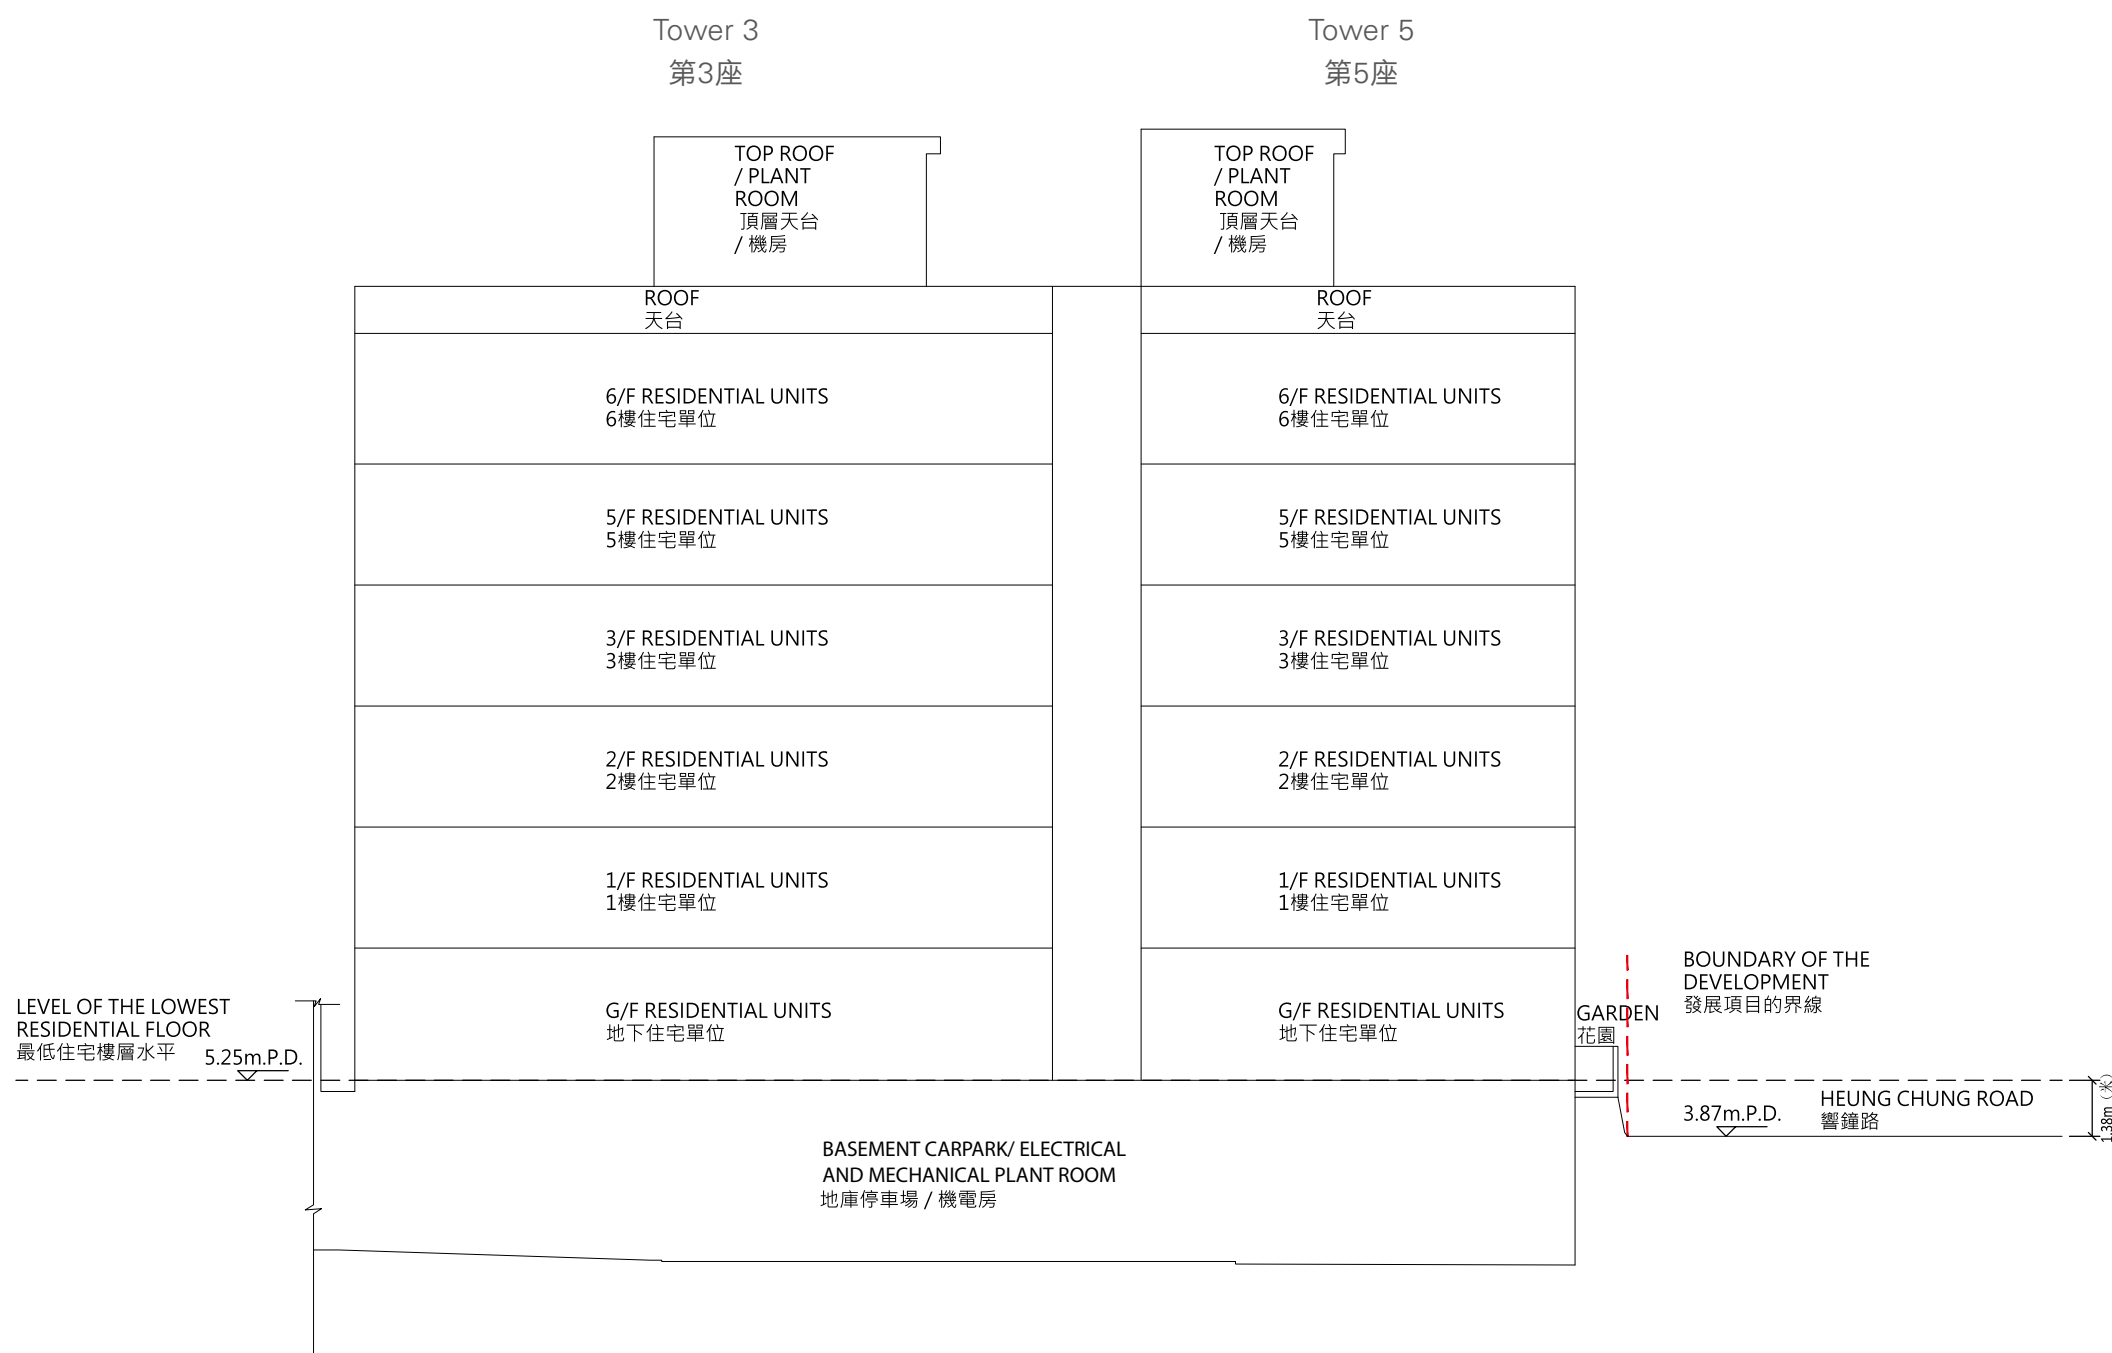 Tower 3
第3座
Tower 5
第5座
TOP ROOF
/ PLANT
ROOM
頂層天台
/ 機房
TOP ROOF
/ PLANT
ROOM
頂層天台
/ 機房
ROOF
天台
ROOF
天台
6/F RESIDENTIAL UNITS
6樓住宅單位
6/F RESIDENTIAL UNITS
6樓住宅單位
5/F RESIDENTIAL UNITS
5樓住宅單位
5/F RESIDENTIAL UNITS
5樓住宅單位
3/F RESIDENTIAL UNITS
3樓住宅單位
3/F RESIDENTIAL UNITS
3樓住宅單位
2/F RESIDENTIAL UNITS
2樓住宅單位
2/F RESIDENTIAL UNITS
2樓住宅單位
1/F RESIDENTIAL UNITS
1樓住宅單位
1/F RESIDENTIAL UNITS
1樓住宅單位
LEVEL OF THE LOWEST
RESIDENTIAL FLOOR
最低住宅樓層水平
5.25m.P.D.
G/F RESIDENTIAL UNITS
地下住宅單位
G/F RESIDENTIAL UNITS
地下住宅單位
GARDEN
花園
BOUNDARY OF THE
DEVELOPMENT
發展項目的界線
3.87m.P.D.
HEUNG CHUNG ROAD
響鐘路
1.38m（米）
BASEMENT CARPARK/ ELECTRICAL
AND MECHANICAL PLANT ROOM
地庫停車場 / 機電房